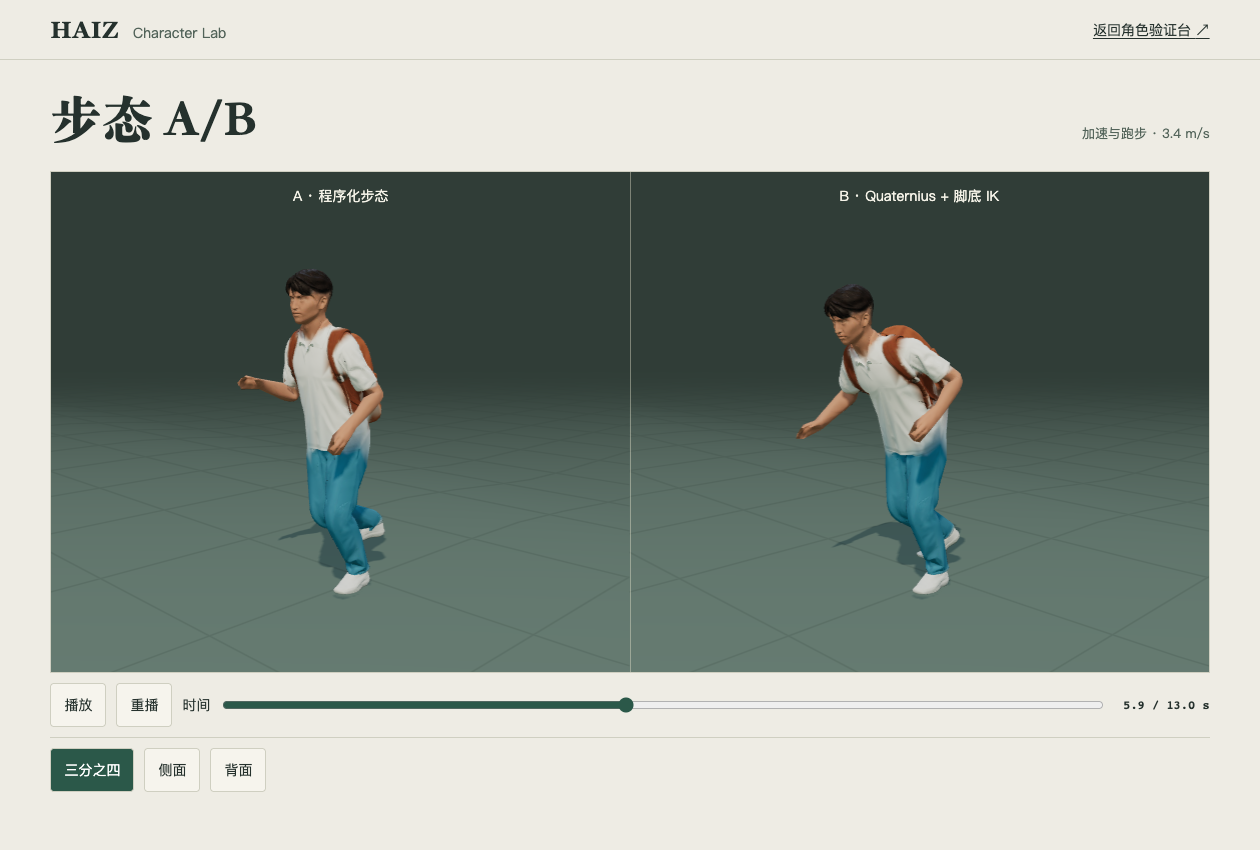 HAIZ Character Lab
返回角色验证台 ↗
步态 A/B
加速与跑步 · 3.4 m/s
A · 程序化步态
B · Quaternius + 脚底 IK
播放 重播 时间 5.9 / 13.0 s
三分之四 侧面 背面